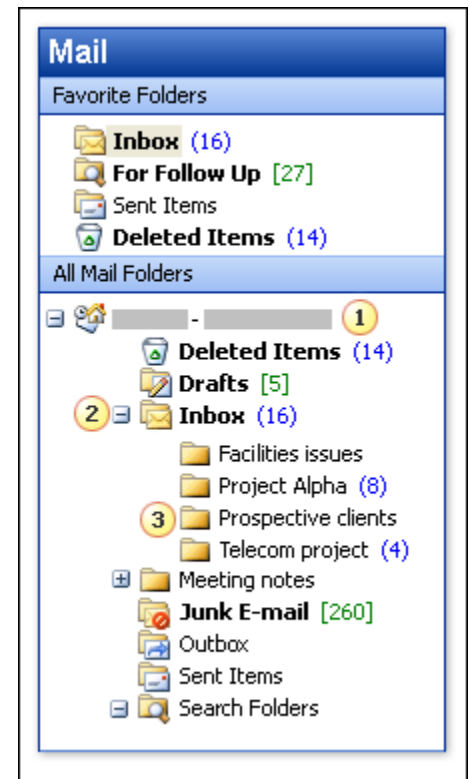 Mail
Favorite Folders
Inbox (16)
For Follow Up [27]
Sent Items
Deleted Items (14)
All Mail Folders
- 1
Deleted Items (14)
Drafts [5]
2 Inbox (16)
Facilities issues
Project Alpha (8)
3 Prospective clients
Telecom project (4)
Meeting notes
Junk E-mail [260]
Outbox
Sent Items
Search Folders